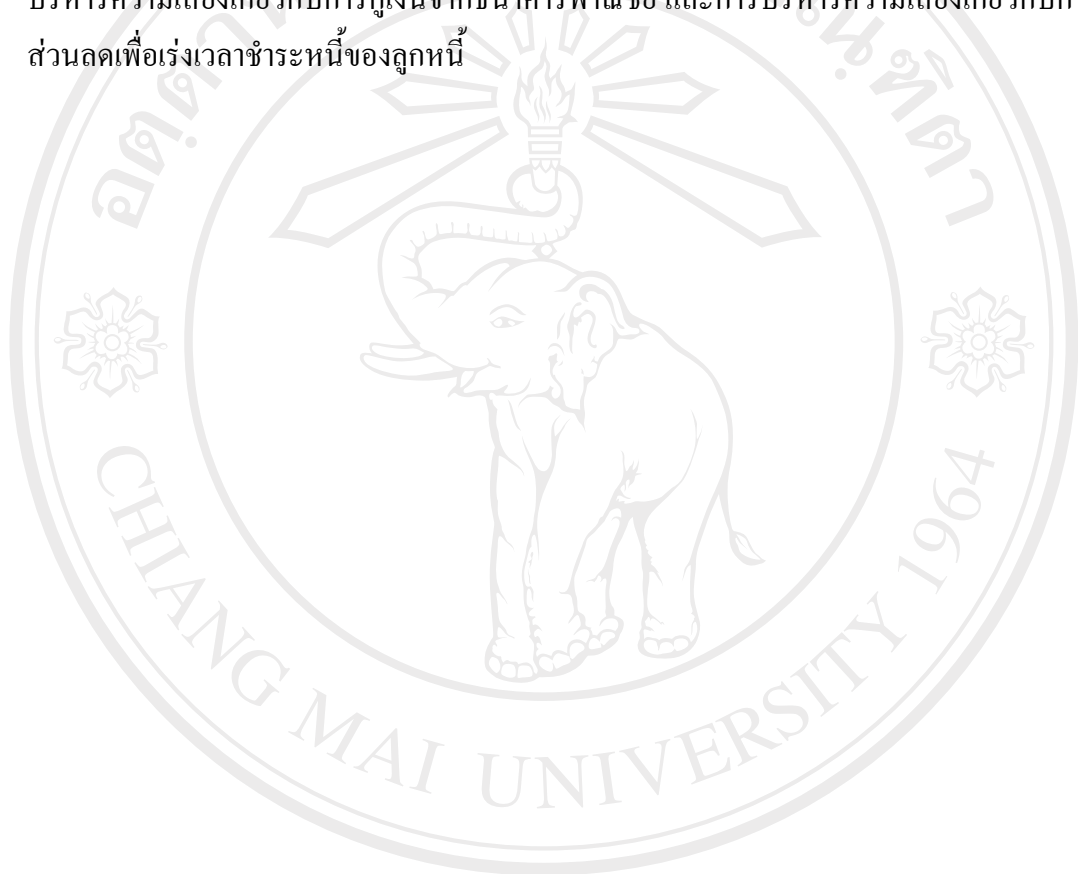 บริหารความเสี่ยงเกี่ยวกับการกู้เงินจากธนาคารพาณิชย์ และการบริหารความเสี่ยงเกี่ยวกับก
ส่วนลดเพื่อเร่งเวลาชำระหนี้ของลูกหนี้
CHIANG MAI UNIVERSITY 1964